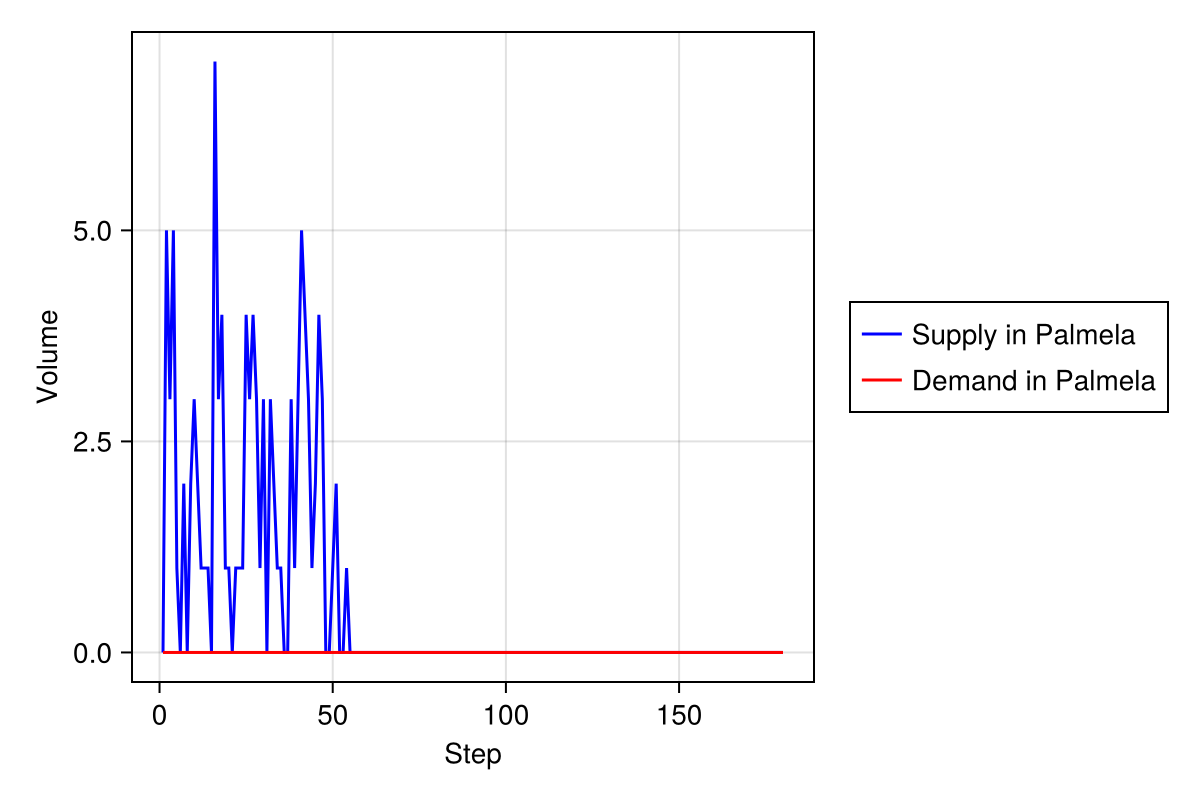 5.0
2.5
0.0
Volume
0 50 100 150
Step
Supply in Palmela
Demand in Palmela